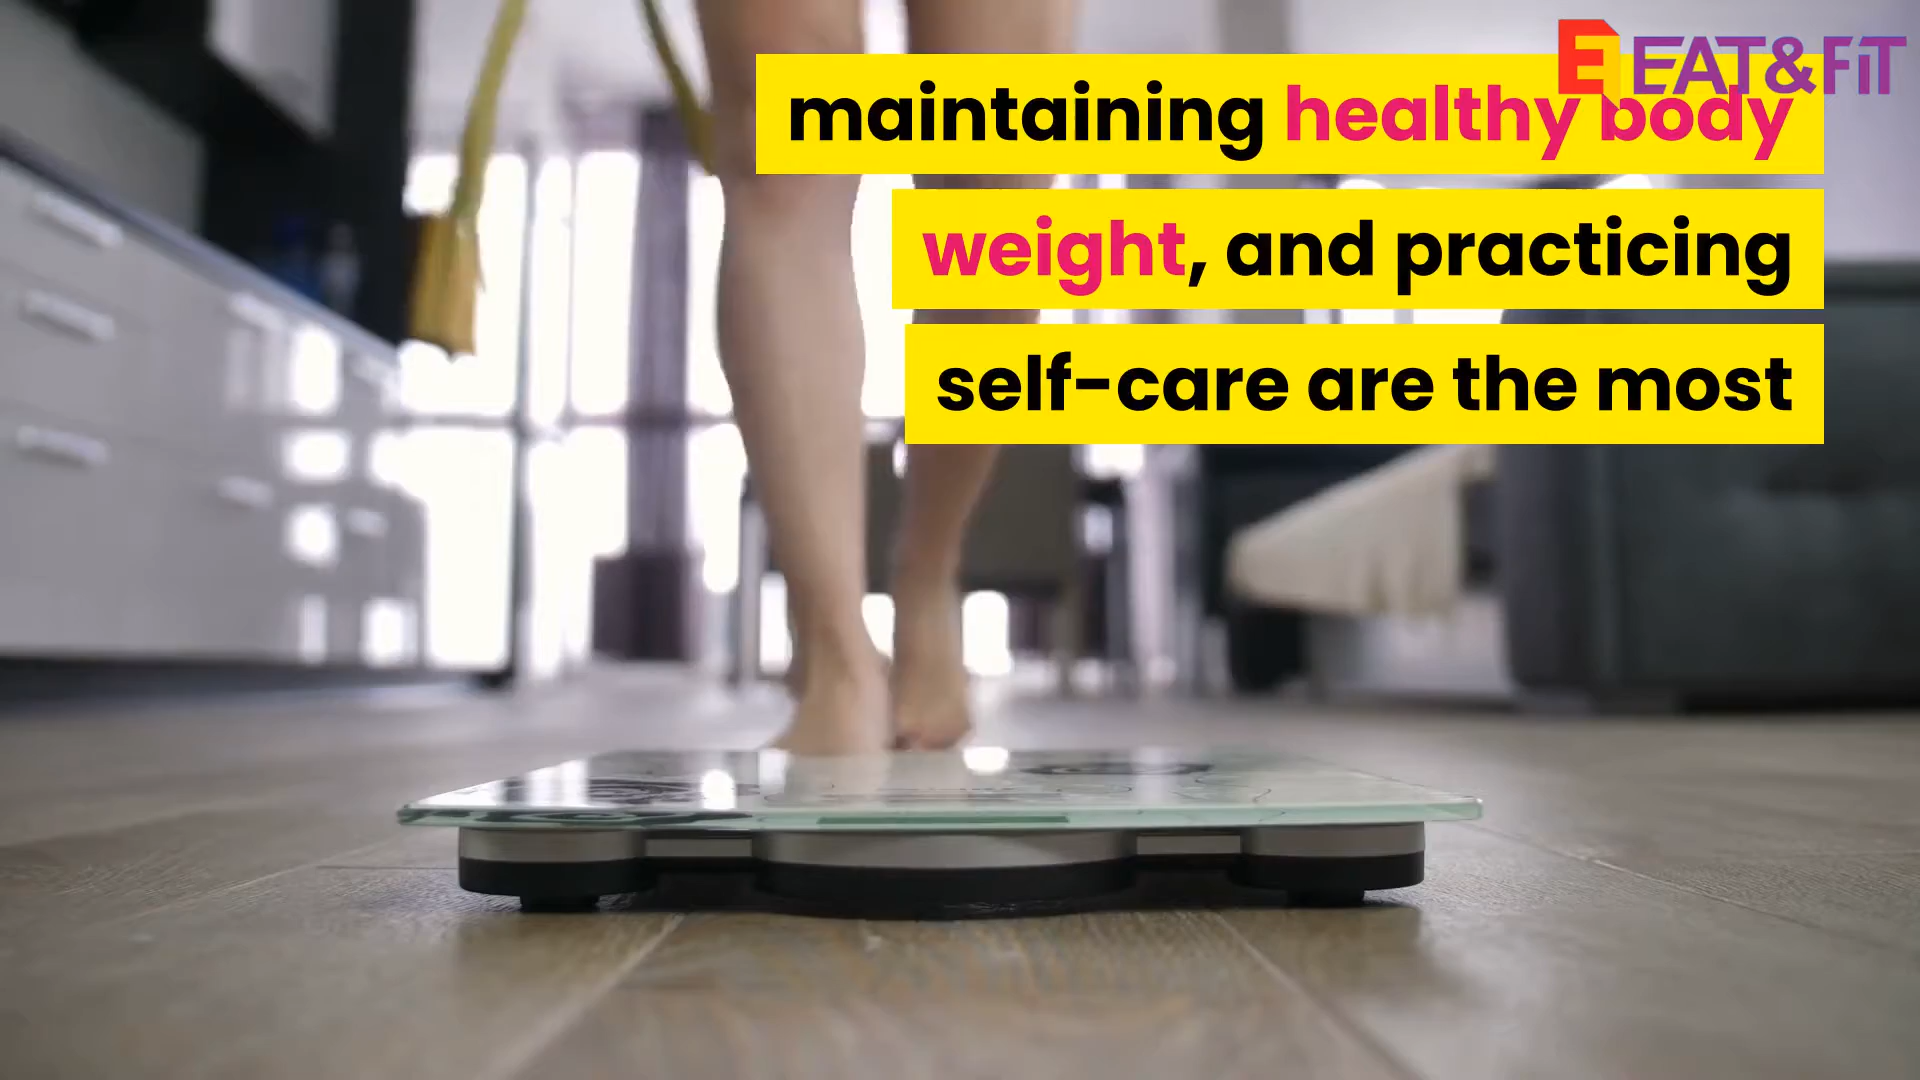 EAT&FiT
maintaining healthy body
weight, and practicing
self-care are the most